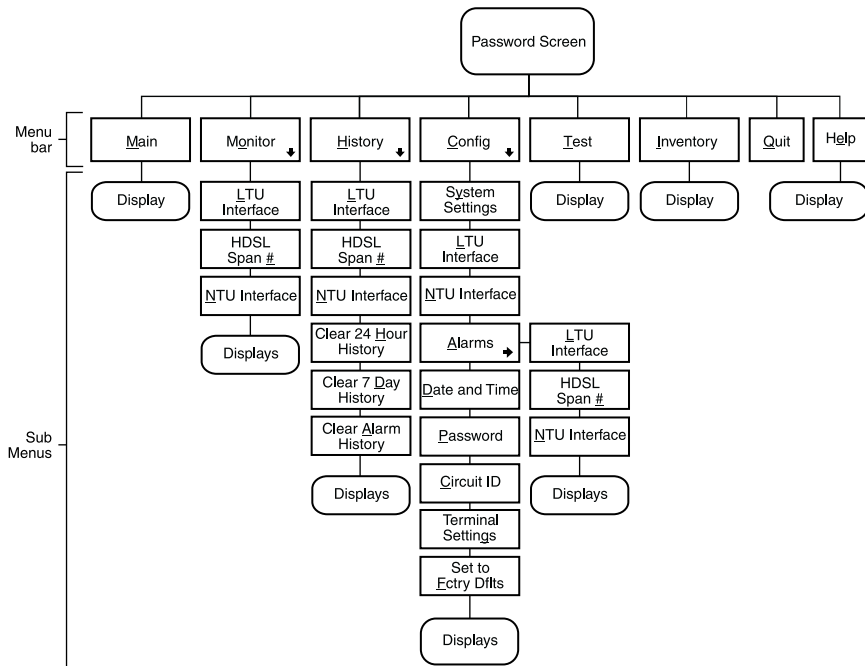 Password Screen
Menu
bar
Main
Monitor
History
Config
Test
Inventory
Quit
Help
Sub
Menus
Display
LTU
Interface
HDSL
Span #
NTU Interface
Displays
LTU
Interface
HDSL
Span #
NTU Interface
Clear 24 Hour
History
Clear 7 Day
History
Clear Alarm
History
Displays
System
Settings
LTU
Interface
NTU Interface
Alarms
Date and Time
Password
Circuit ID
Terminal
Settings
Set to
Fctry Dflts
Displays
Display
LTU
Interface
HDSL
Span #
NTU Interface
Displays
Display
Display